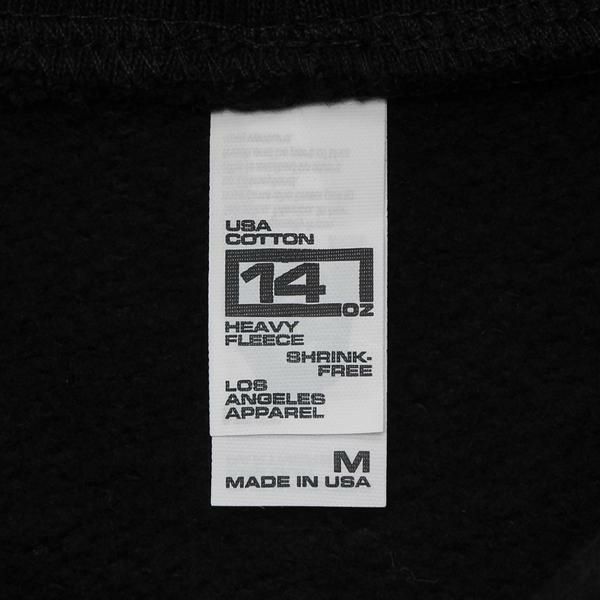 USA
COTTON
14
OZ
HEAVY
FLEECE
SHRINK-
FREE
LOS
ANGELES
APPAREL
M
MADE IN USA